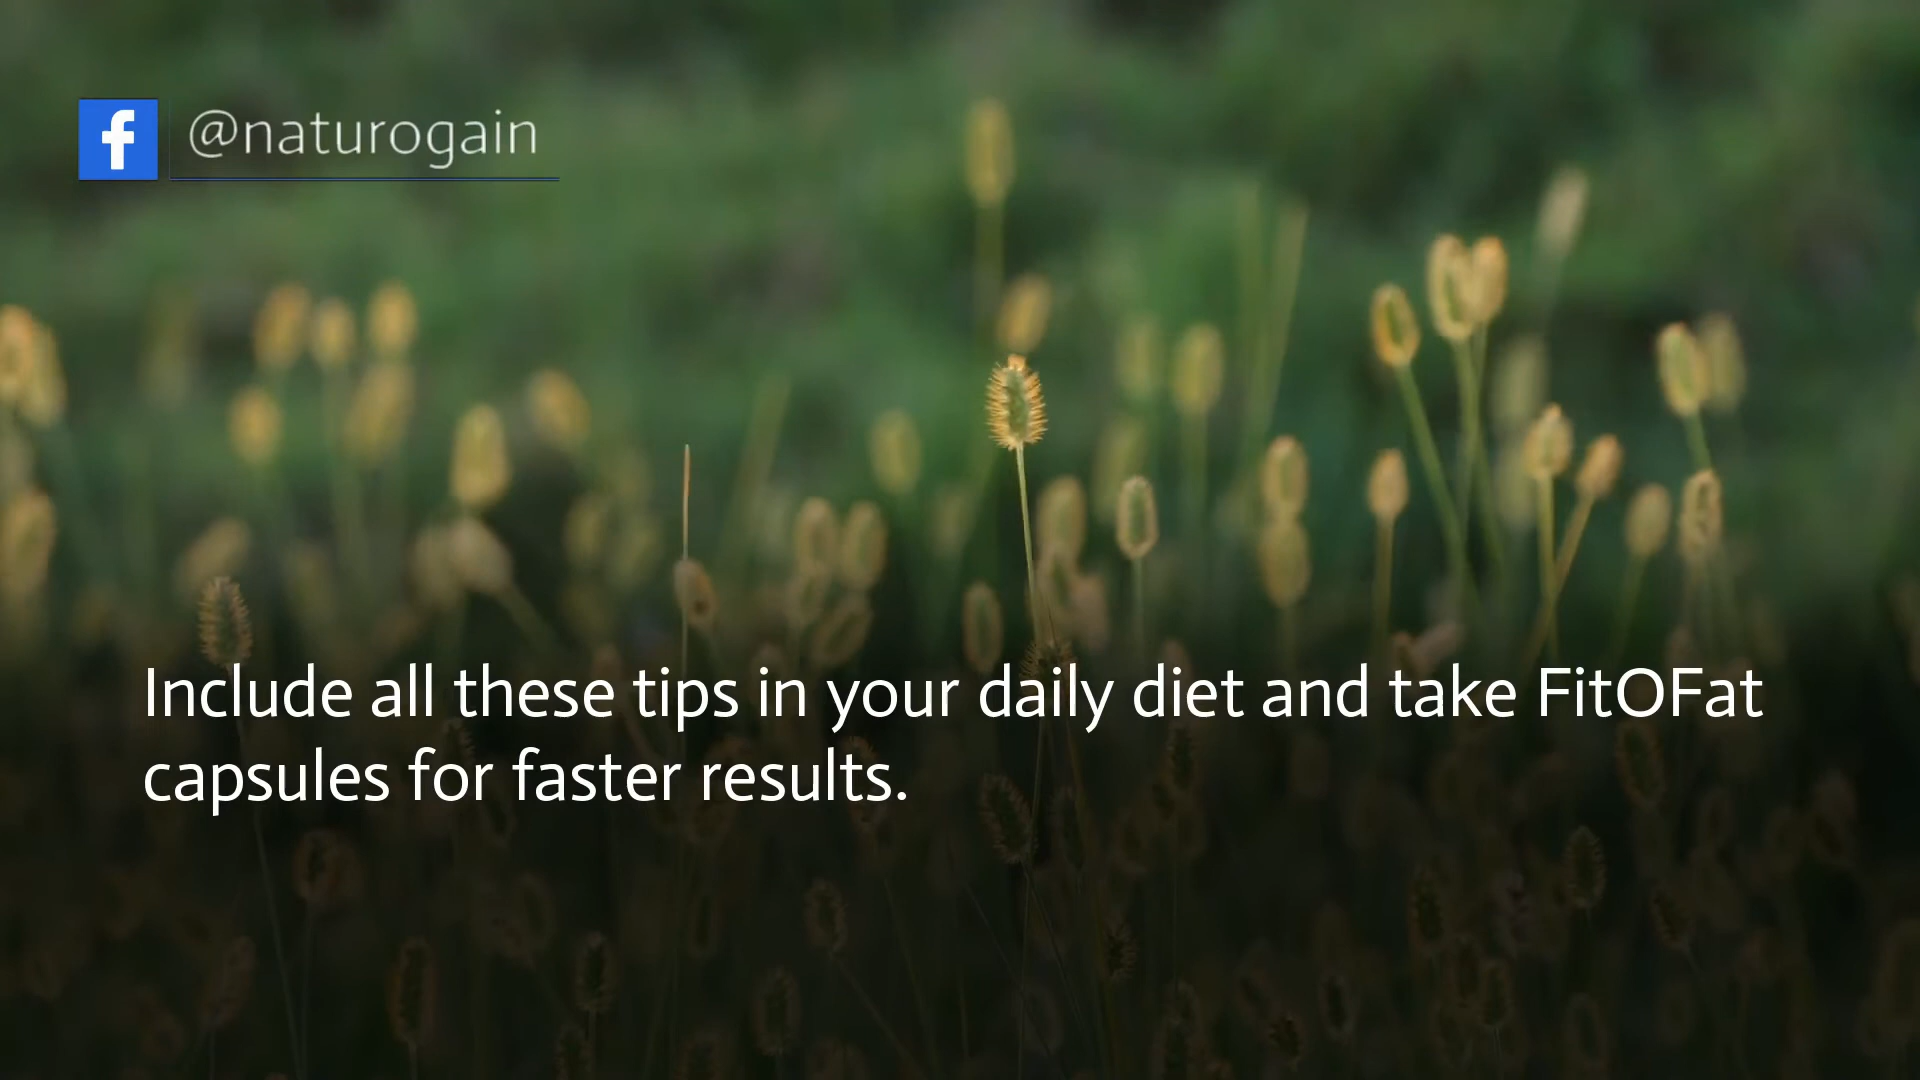 @naturogain
Include all these tips in your daily diet and take FitOFat
capsules for faster results.